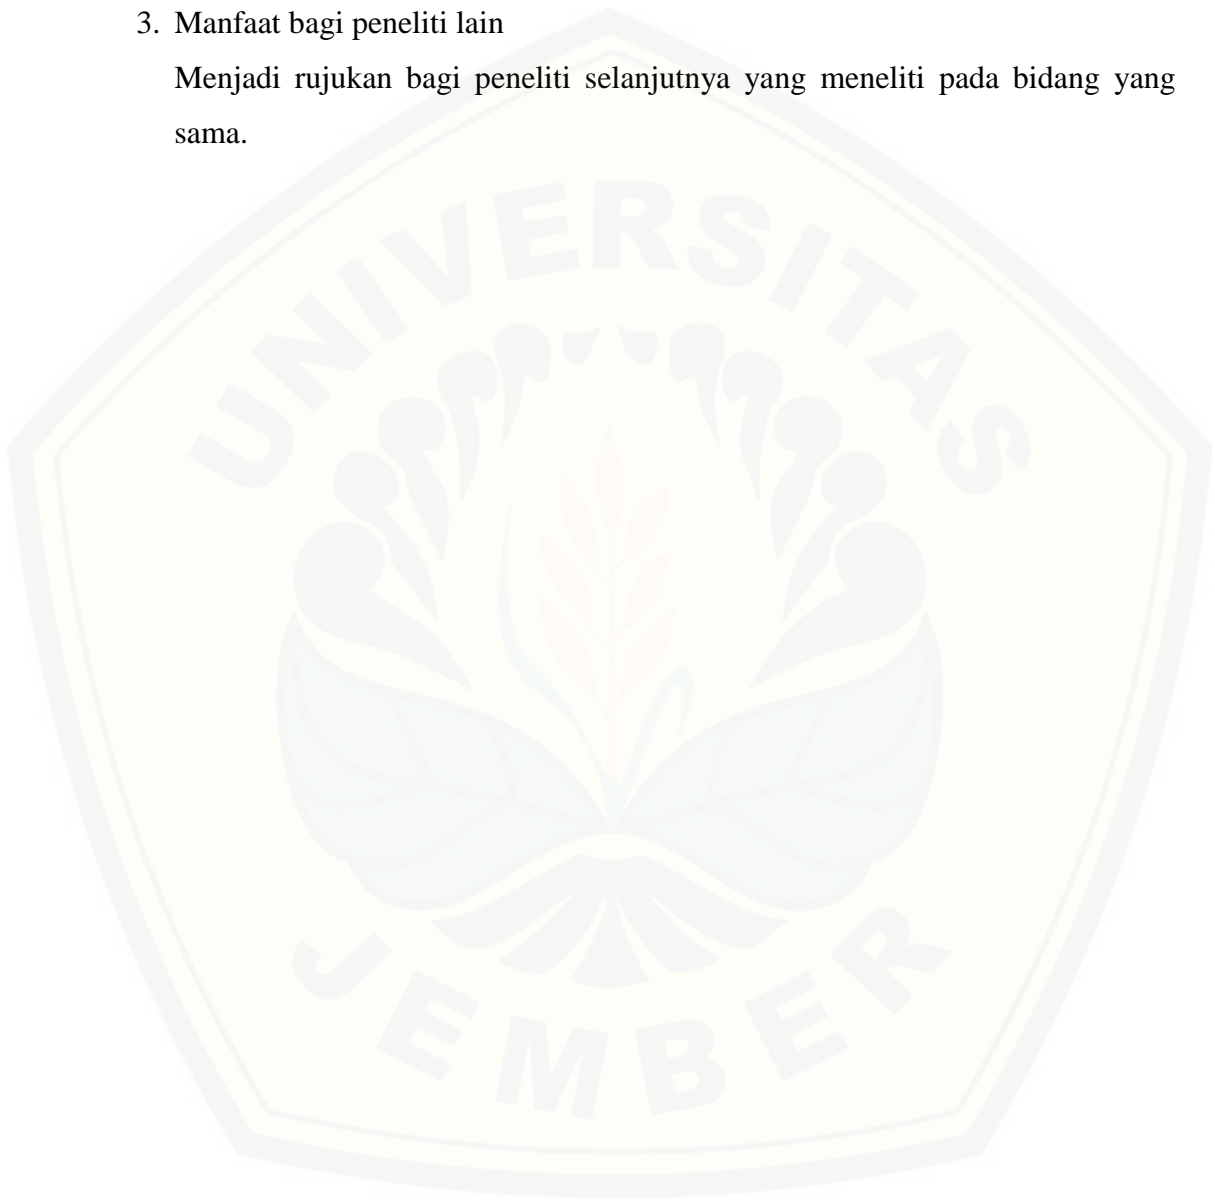 3. Manfaat bagi peneliti lain
Menjadi rujukan bagi peneliti selanjutnya yang meneliti pada bidang yang
sama.
UNIVERSITAS
JEMBER